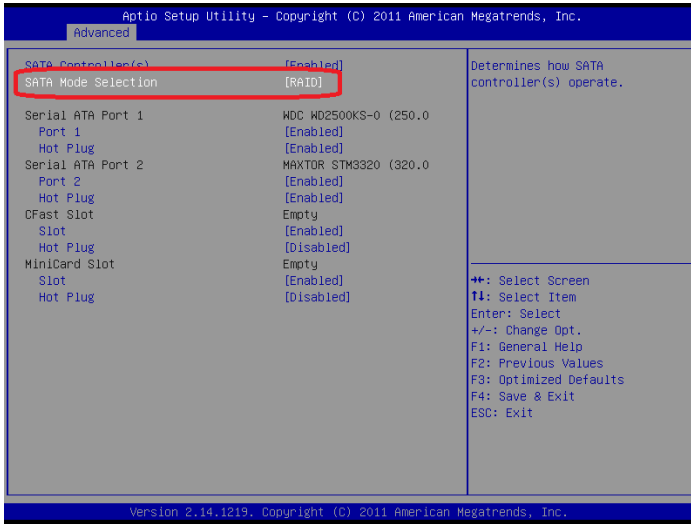 Aptio Setup Utility – Copyright (C) 2011 American Megatrends, Inc.
Advanced
SATA Controller(s) [Enabled]
SATA Mode Selection [RAID]
Serial ATA Port 1 WDC WD2500KS-0 (250.0
Port 1 [Enabled]
Hot Plug [Enabled]
Serial ATA Port 2 MAXTOR STM3320 (320.0
Port 2 [Enabled]
Hot Plug [Enabled]
CFast Slot Empty
Slot [Enabled]
Hot Plug [Disabled]
MiniCard Slot Empty
Slot [Enabled]
Hot Plug [Disabled]
Determines how SATA
controller(s) operate.
→←: Select Screen
↑↓: Select Item
Enter: Select
+/-: Change Opt.
F1: General Help
F2: Previous Values
F3: Optimized Defaults
F4: Save & Exit
ESC: Exit
Version 2.14.1219. Copyright (C) 2011 American Megatrends, Inc.